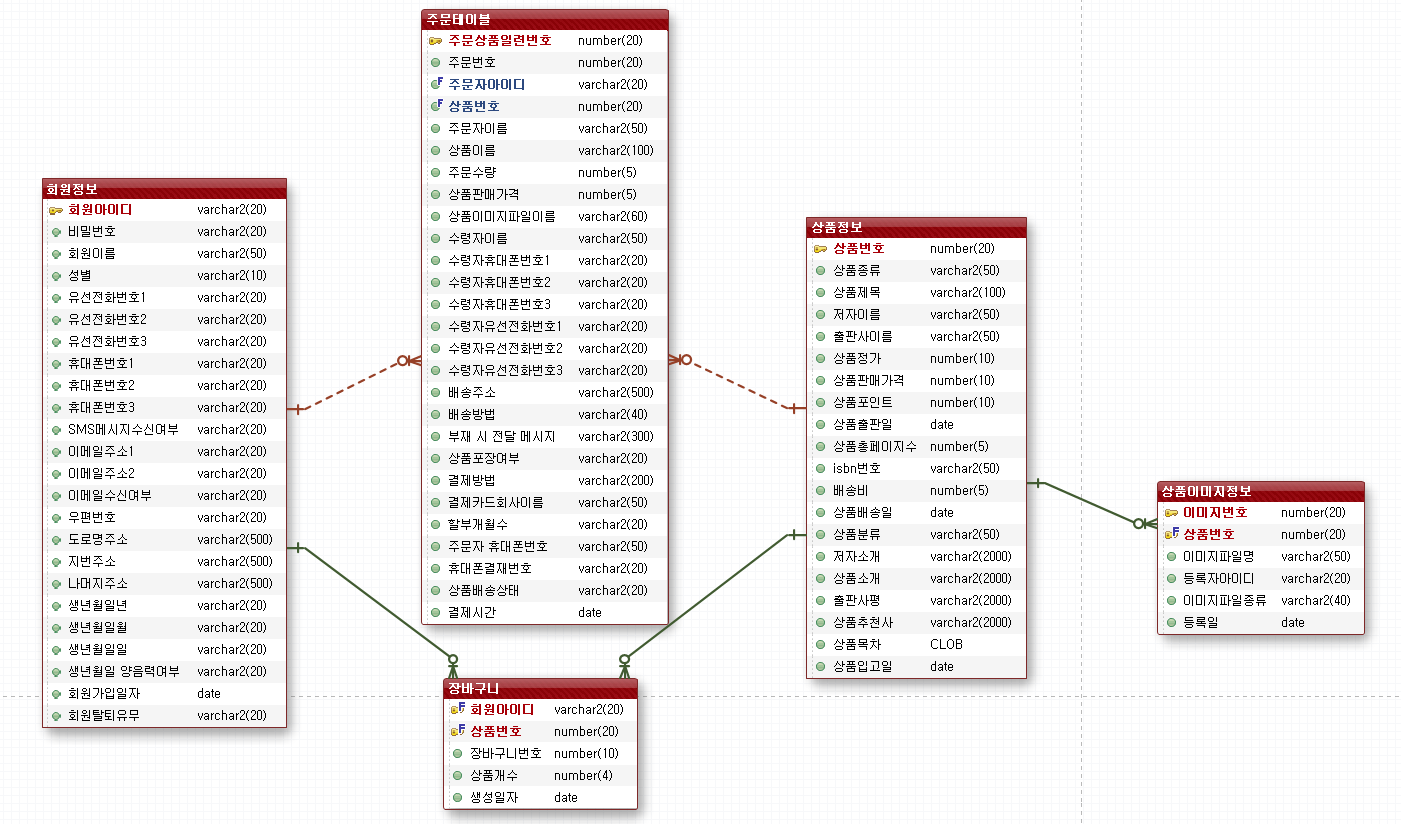 주문테이블
주문상품일련번호 number(20)
주문번호 number(20)
주문자아이디 varchar2(20)
상품번호 number(20)
주문자이름 varchar2(50)
상품이름 varchar2(100)
주문수량 number(5)
상품판매가격 number(5)
상품이미지파일이름 varchar2(60)
수령자이름 varchar2(50)
수령자휴대폰번호1 varchar2(20)
수령자휴대폰번호2 varchar2(20)
수령자휴대폰번호3 varchar2(20)
수령자유선전화번호1 varchar2(20)
수령자유선전화번호2 varchar2(20)
수령자유선전화번호3 varchar2(20)
배송주소 varchar2(500)
배송방법 varchar2(40)
부재 시 전달 메시지 varchar2(300)
상품포장여부 varchar2(20)
결제방법 varchar2(200)
결제카드회사이름 varchar2(50)
할부개월수 varchar2(20)
주문자 휴대폰번호 varchar2(50)
휴대폰결재번호 varchar2(20)
상품배송상태 varchar2(20)
결제시간 date
회원정보
회원아이디 varchar2(20)
비밀번호 varchar2(20)
회원이름 varchar2(50)
성별 varchar2(10)
유선전화번호1 varchar2(20)
유선전화번호2 varchar2(20)
유선전화번호3 varchar2(20)
휴대폰번호1 varchar2(20)
휴대폰번호2 varchar2(20)
휴대폰번호3 varchar2(20)
SMS메시지수신여부 varchar2(20)
이메일주소1 varchar2(20)
이메일주소2 varchar2(20)
이메일수신여부 varchar2(20)
우편번호 varchar2(20)
도로명주소 varchar2(500)
지번주소 varchar2(500)
나머지주소 varchar2(500)
생년월일년 varchar2(20)
생년월일월 varchar2(20)
생년월일일 varchar2(20)
생년월일 양음력여부 varchar2(20)
회원가입일자 date
회원탈퇴유무 varchar2(20)
상품정보
상품번호 number(20)
상품종류 varchar2(50)
상품제목 varchar2(100)
저자이름 varchar2(50)
출판사이름 varchar2(50)
상품정가 number(10)
상품판매가격 number(10)
상품포인트 number(10)
상품출판일 date
상품총페이지수 number(5)
isbn번호 varchar2(50)
배송비 number(5)
상품배송일 date
상품분류 varchar2(50)
저자소개 varchar2(2000)
상품소개 varchar2(2000)
출판사평 varchar2(2000)
상품추천사 varchar2(2000)
상품목차 CLOB
상품입고일 date
상품이미지정보
이미지번호 number(20)
상품번호 number(20)
이미지파일명 varchar2(50)
등록자아이디 varchar2(20)
이미지파일종류 varchar2(40)
등록일 date
장바구니
회원아이디 varchar2(20)
상품번호 number(20)
장바구니번호 number(10)
상품개수 number(4)
생성일자 date